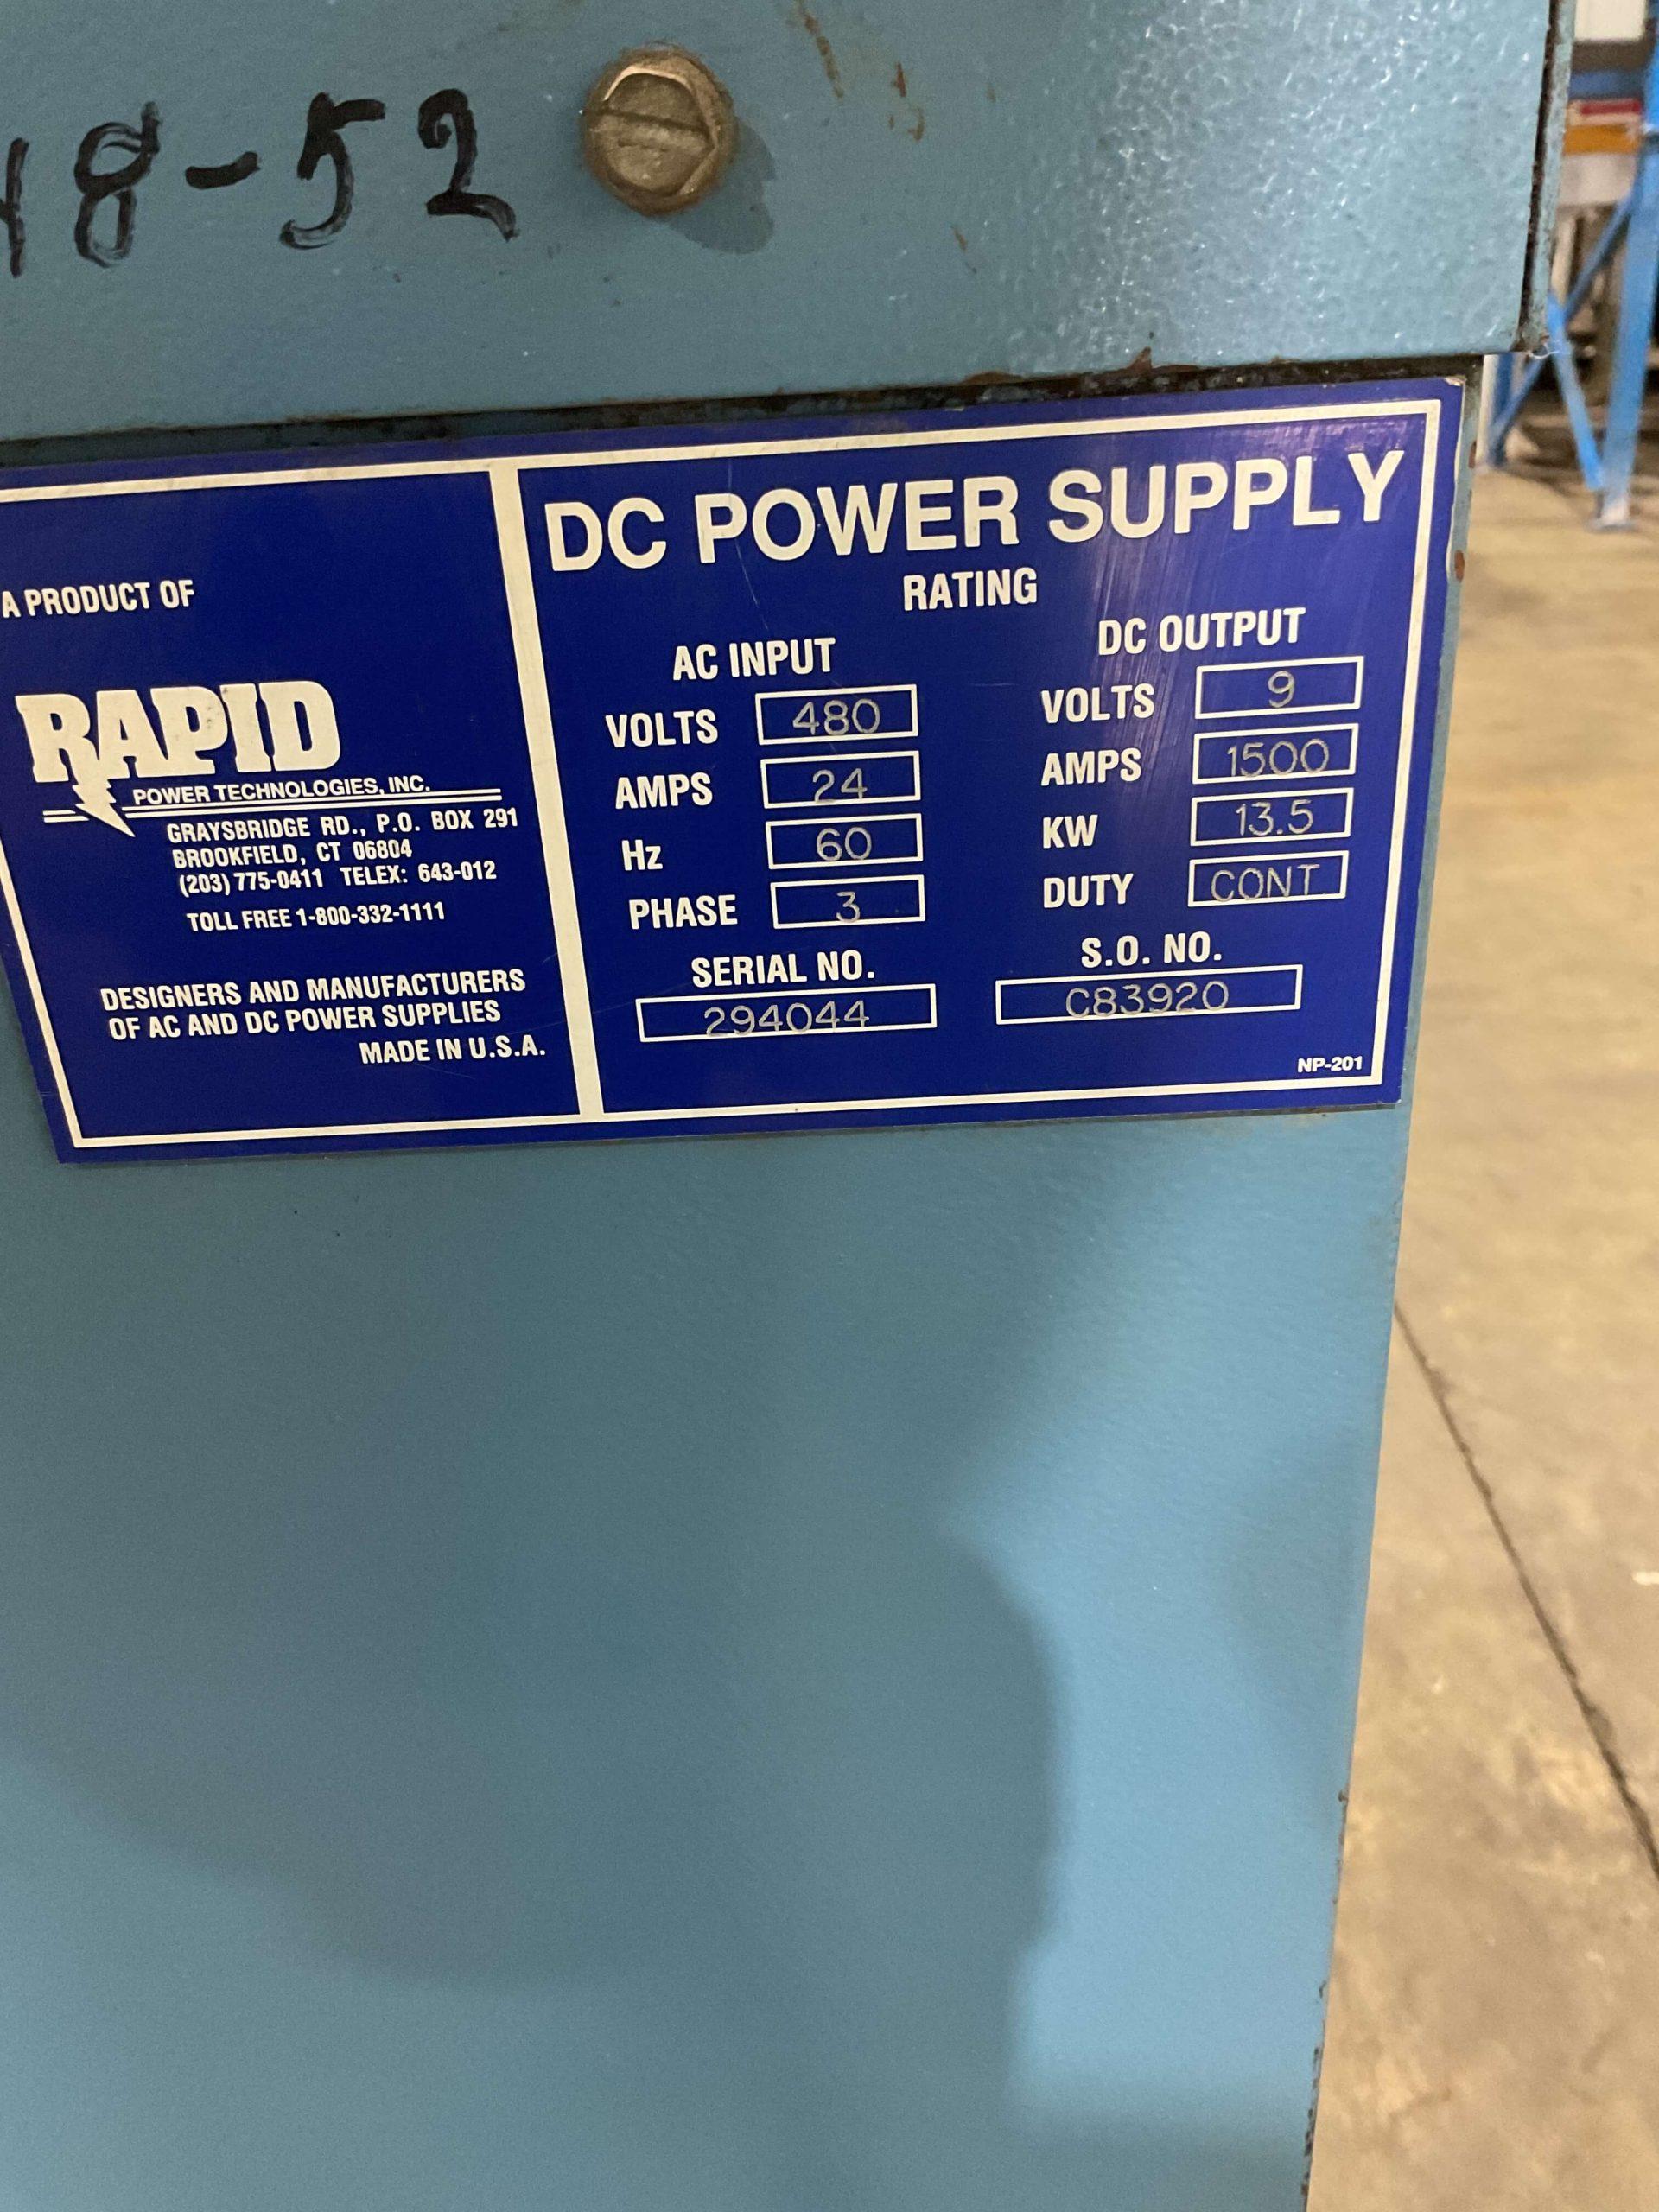 18-52
A PRODUCT OF
RAPID
POWER TECHNOLOGIES, INC.
GRAYSBRIDGE RD., P.O. BOX 291
BROOKFIELD, CT 06804
(203) 775-0411 TELEX: 643-012
TOLL FREE 1-800-332-1111
DESIGNERS AND MANUFACTURERS
OF AC AND DC POWER SUPPLIES
MADE IN U.S.A.
DC POWER SUPPLY
RATING
AC INPUT
VOLTS 480
AMPS 24
Hz 60
PHASE 3
SERIAL NO.
294044
DC OUTPUT
VOLTS 9
AMPS 1500
KW 13.5
DUTY CONT.
S.O. NO.
C83920
NP-201